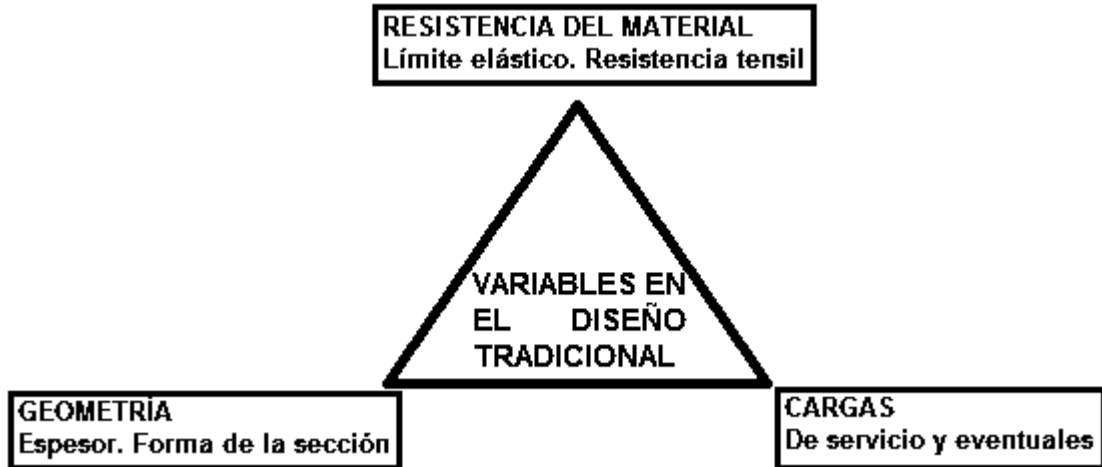 RESISTENCIA DEL MATERIAL
Límite elástico. Resistencia tensil
VARIABLES EN
EL DISEÑO
TRADICIONAL
GEOMETRÍA
Espesor. Forma de la sección
CARGAS
De servicio y eventuales